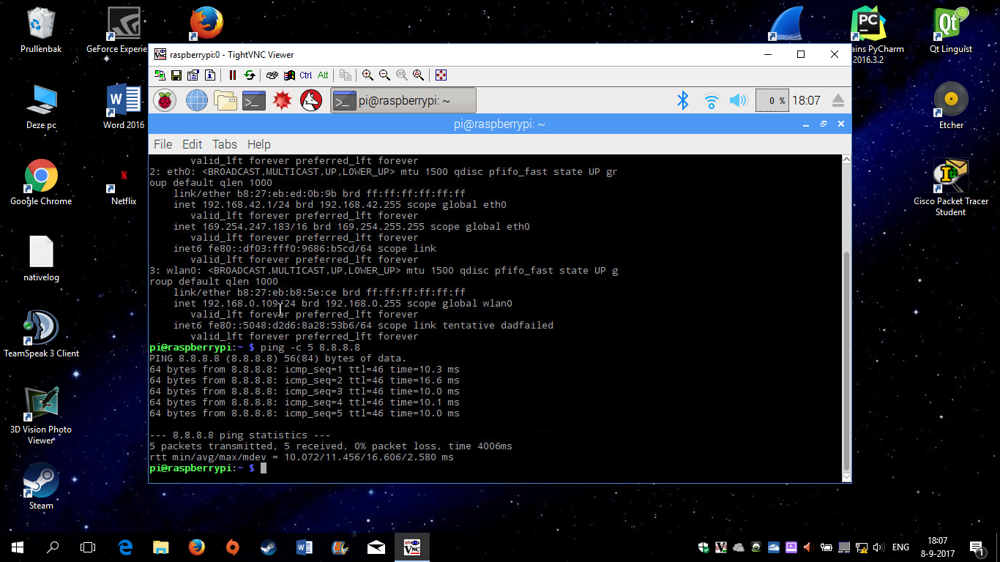 Prullenbak
GeForce Experie
ains PyCharm
2016.3.2
Qt Linguist
Deze pc
Word 2016
Etcher
Google Chrome
Netflix
Cisco Packet Tracer
Student
nativelog
TeamSpeak 3 Client
3D Vision Photo
Viewer
Steam
raspberrypi:0 - TightVNC Viewer
Ctrl Alt
pi@raspberrypi: ~
0 % 18:07
pi@raspberrypi: ~
File Edit Tabs Help
valid_lft forever preferred_lft forever
2: eth0: <BROADCAST,MULTICAST,UP,LOWER_UP> mtu 1500 qdisc pfifo_fast state UP gr
oup default qlen 1000
link/ether b8:27:eb:ed:0b:9b brd ff:ff:ff:ff:ff:ff
inet 192.168.42.1/24 brd 192.168.42.255 scope global eth0
valid_lft forever preferred_lft forever
inet 169.254.247.183/16 brd 169.254.255.255 scope global eth0
valid_lft forever preferred_lft forever
inet6 fe80::df03:fff0:9686:b5cd/64 scope link
valid_lft forever preferred_lft forever
3: wlan0: <BROADCAST,MULTICAST,UP,LOWER_UP> mtu 1500 qdisc pfifo_fast state UP g
roup default qlen 1000
link/ether b8:27:eb:b8:5e:ce brd ff:ff:ff:ff:ff:ff
inet 192.168.0.109/24 brd 192.168.0.255 scope global wlan0
valid_lft forever preferred_lft forever
inet6 fe80::5048:d2d6:8a28:53b6/64 scope link tentative dadfailed
valid_lft forever preferred_lft forever
pi@raspberrypi:~ $ ping -c 5 8.8.8.8
PING 8.8.8.8 (8.8.8.8) 56(84) bytes of data.
64 bytes from 8.8.8.8: icmp_seq=1 ttl=46 time=10.3 ms
64 bytes from 8.8.8.8: icmp_seq=2 ttl=46 time=16.6 ms
64 bytes from 8.8.8.8: icmp_seq=3 ttl=46 time=10.0 ms
64 bytes from 8.8.8.8: icmp_seq=4 ttl=46 time=10.1 ms
64 bytes from 8.8.8.8: icmp_seq=5 ttl=46 time=10.0 ms
--- 8.8.8.8 ping statistics ---
5 packets transmitted, 5 received, 0% packet loss, time 4006ms
rtt min/avg/max/mdev = 10.072/11.456/16.606/2.580 ms
pi@raspberrypi:~ $
ENG
18:07
8-9-2017
1